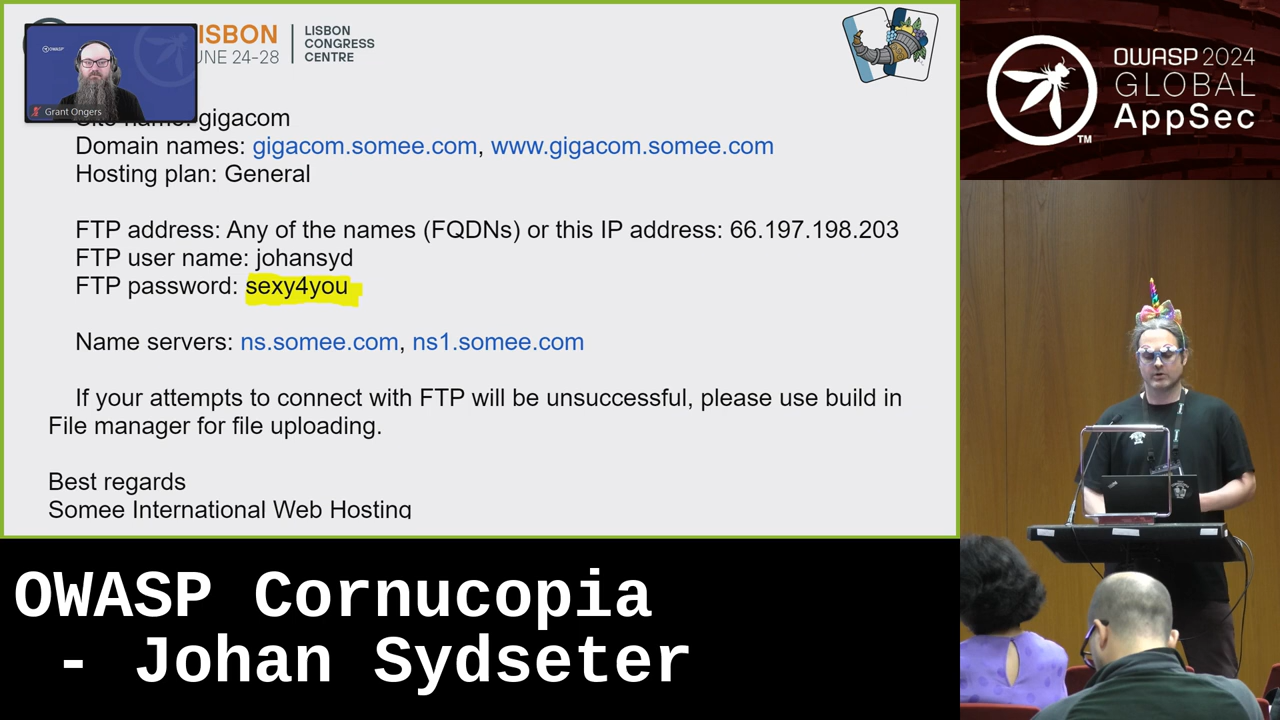 LISBON
JUNE 24-28
LISBON
CONGRESS
CENTRE
OWASP
Grant Ongers
Site name: gigacom
Domain names: gigacom.somee.com, www.gigacom.somee.com
Hosting plan: General
FTP address: Any of the names (FQDNs) or this IP address: 66.197.198.203
FTP user name: johansyd
FTP password: sexy4you
Name servers: ns.somee.com, ns1.somee.com
If your attempts to connect with FTP will be unsuccessful, please use build in
File manager for file uploading.
Best regards
Somee International Web Hosting
OWASP 2024
GLOBAL
AppSec
TM
OWASP Cornucopia
- Johan Sydseter